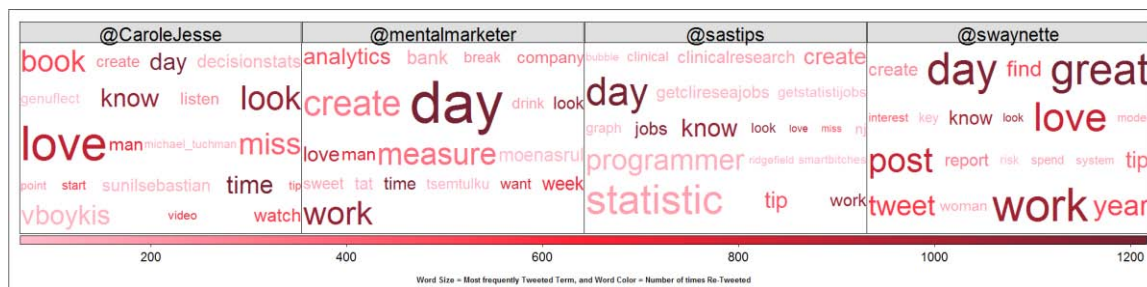 @CaroleJesse @mentalmarketer @sastips @swaynette
book create day decisionstats
genuflect know listen look
love man michael_tuchman miss
point start sunilsebastian time tip
vboykis video watch
analytics bank break company
create day drink look
love man measure moenasrul
sweet tat time tsemtulku want week
work
bubble clinical clinicalresearch create
day getclireseajobs getstatistijobs
graph jobs know look love miss nj
programmer ridgefield smartbitches
statistic tip work
create day find great
interest key know look love model
post report risk spend system tip
tweet woman work year
200 400 600 800 1000 1200
Word Size = Most frequently Tweeted Term, and Word Color = Number of times Re-Tweeted